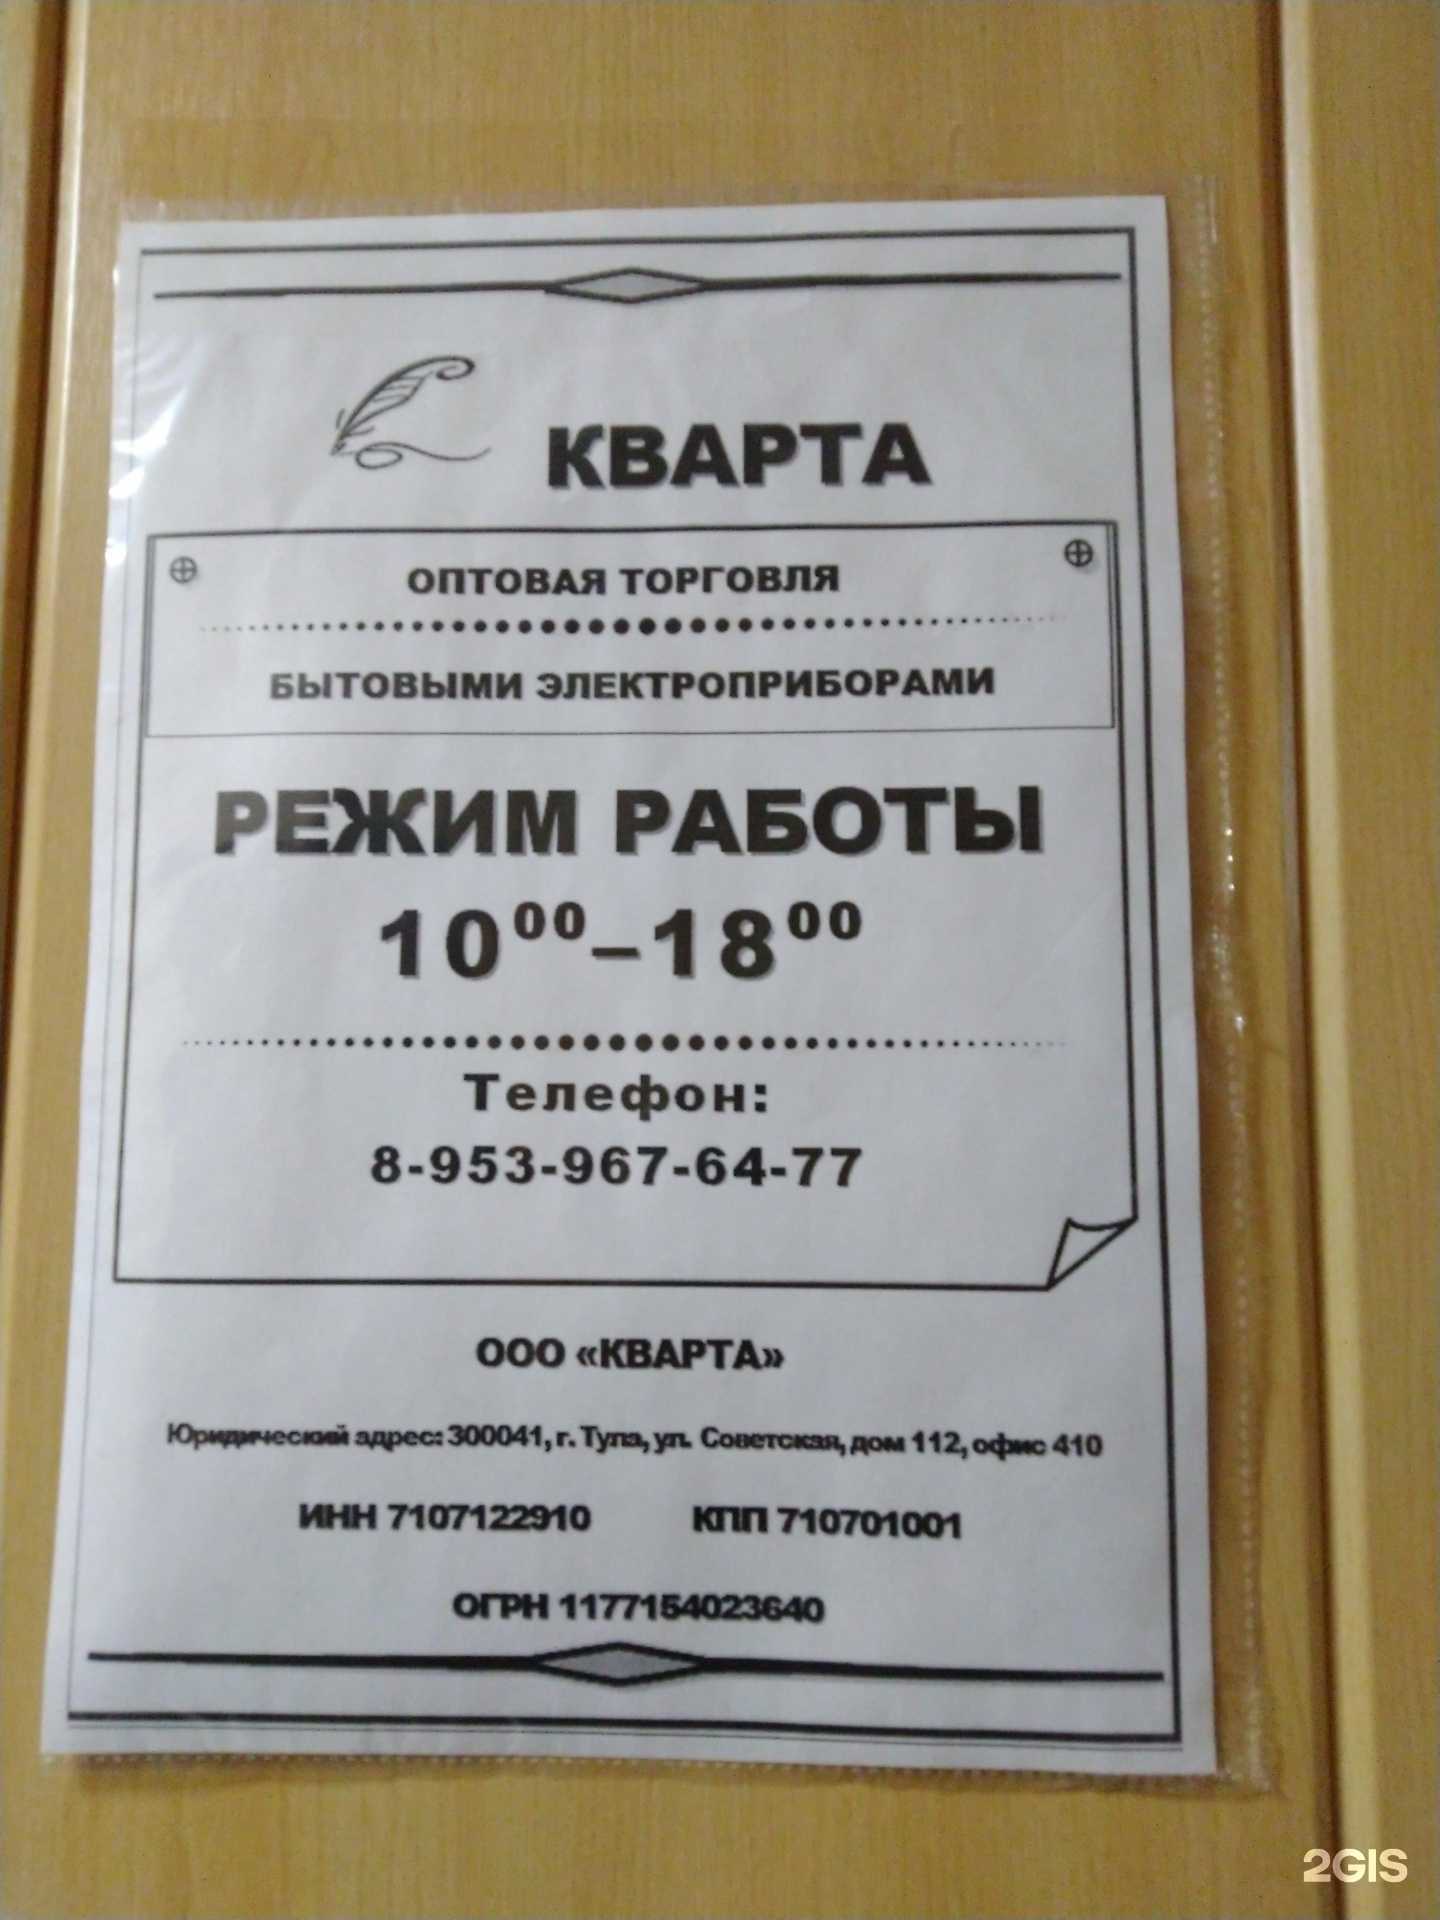 КВАРТА
ОПТОВАЯ ТОРГОВЛЯ
БЫТОВЫМИ ЭЛЕКТРОПРИБОРАМИ
РЕЖИМ РАБОТЫ
10⁰⁰–18⁰⁰
Телефон:
8-953-967-64-77
ООО «КВАРТА»
Юридический адрес: 300041, г. Тула, ул. Советская, дом 112, офис 410
ИНН 7107122910 КПП 710701001
ОГРН 1177154023640
2GIS